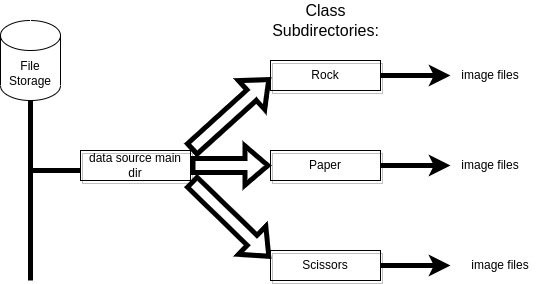 Class
Subdirectories:
File
Storage
Rock
image files
data source main
dir
Paper
image files
Scissors
image files